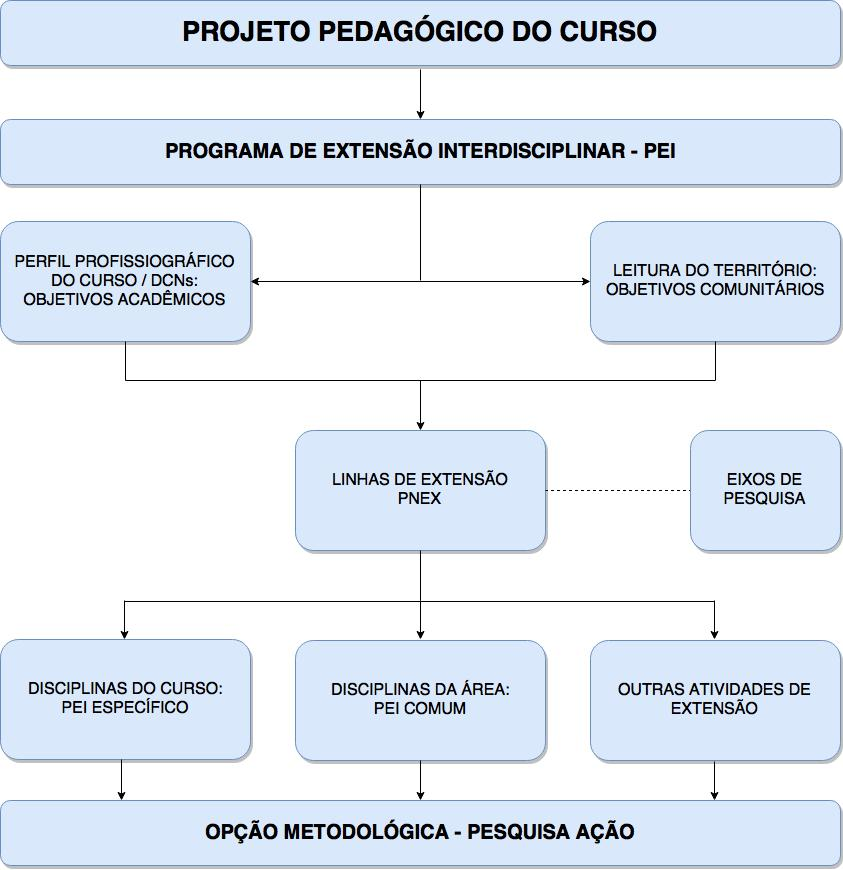 PROJETO PEDAGÓGICO DO CURSO
PROGRAMA DE EXTENSÃO INTERDISCIPLINAR - PEI
PERFIL PROFISSIOGRÁFICO
DO CURSO / DCNs:
OBJETIVOS ACADÊMICOS
LEITURA DO TERRITÓRIO:
OBJETIVOS COMUNITÁRIOS
LINHAS DE EXTENSÃO
PNEX
EIXOS DE
PESQUISA
DISCIPLINAS DO CURSO:
PEI ESPECÍFICO
DISCIPLINAS DA ÁREA:
PEI COMUM
OUTRAS ATIVIDADES DE
EXTENSÃO
OPÇÃO METODOLÓGICA - PESQUISA AÇÃO